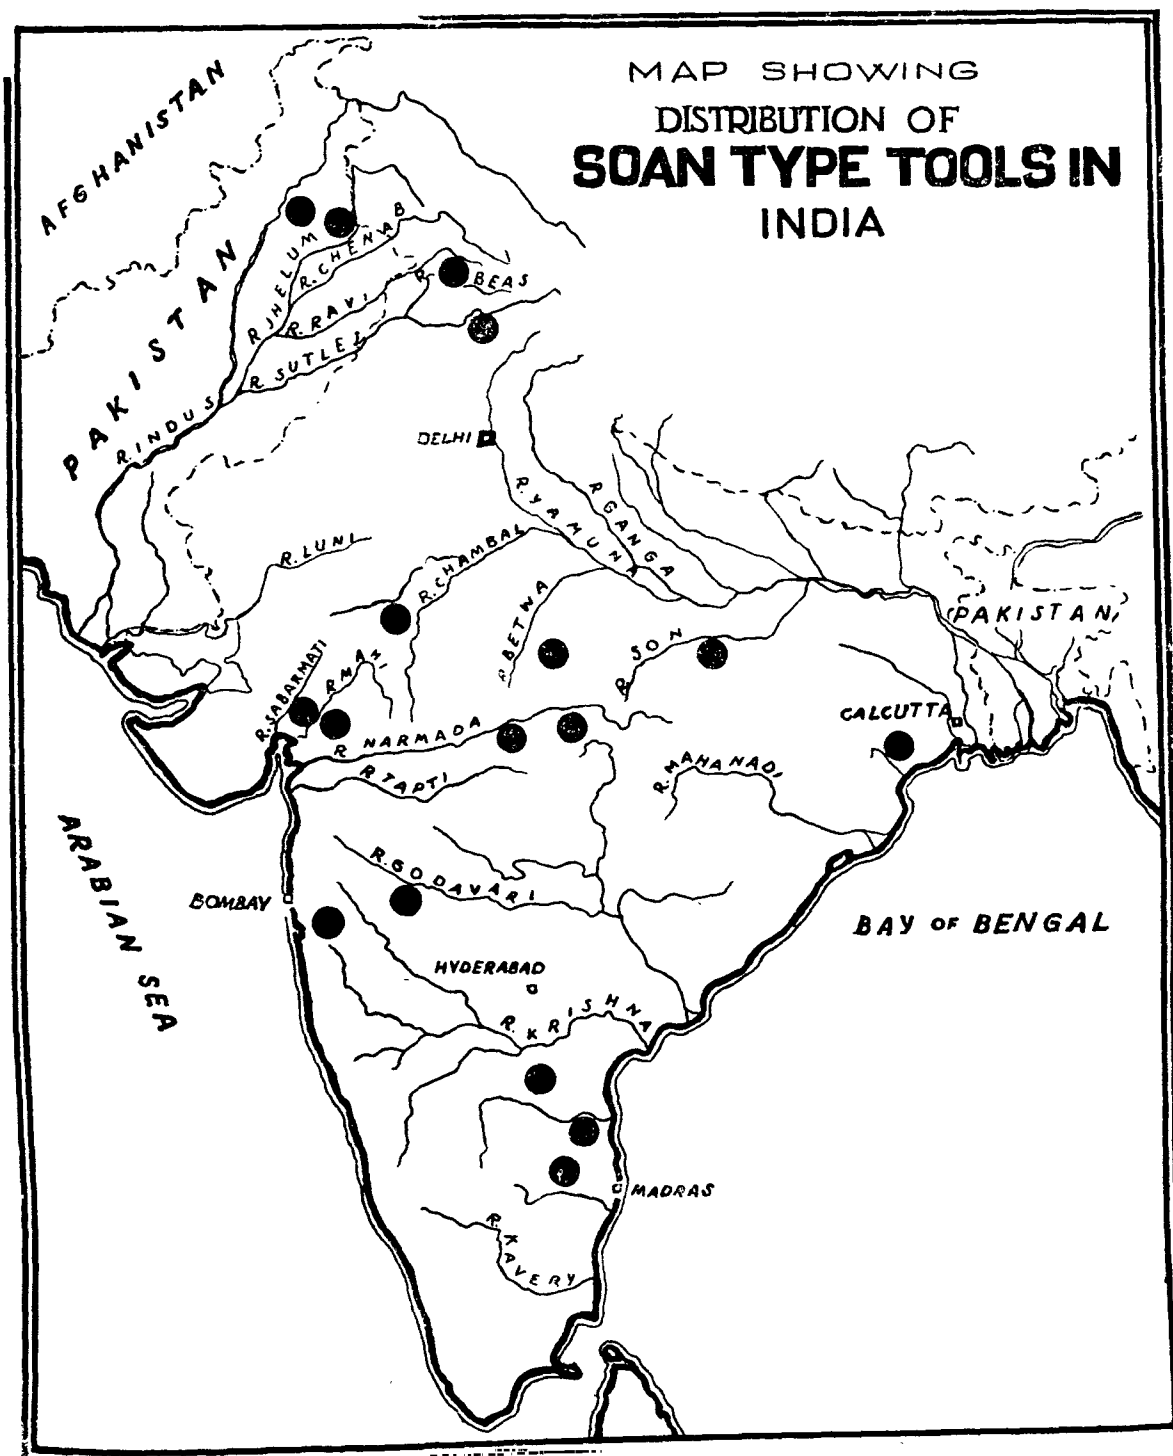 MAP SHOWING
DISTRIBUTION OF
SOAN TYPE TOOLS IN
INDIA
AFGHANISTAN
PAKISTAN
R. JHELUM
R. CHENAB
R. RAVI
R. BEAS
R. SUTLEJ
R. INDUS
DELHI
R. YAMUNA
R. GANGA
R. LUNI
R. CHAMBAL
R. BETWA
R. SON
PAKISTAN
R. SABARMATI
R. MAHI
R. NARMADA
R. TAPTI
CALCUTTA
R. MAHANADI
ARABIAN SEA
R. GODAVARI
BOMBAY
BAY OF BENGAL
HYDERABAD
R. KRISHNA
MADRAS
R. KAVERY